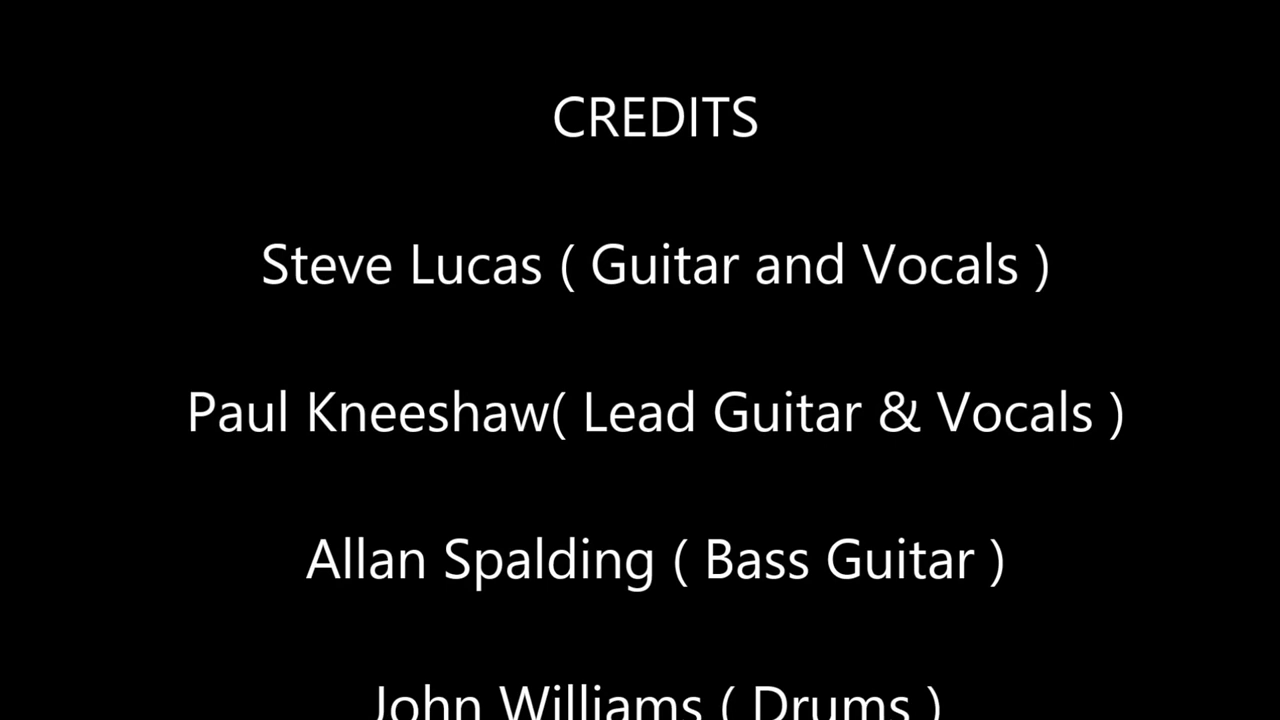 CREDITS
Steve Lucas ( Guitar and Vocals )
Paul Kneeshaw( Lead Guitar & Vocals )
Allan Spalding ( Bass Guitar )
John Williams ( Drums )